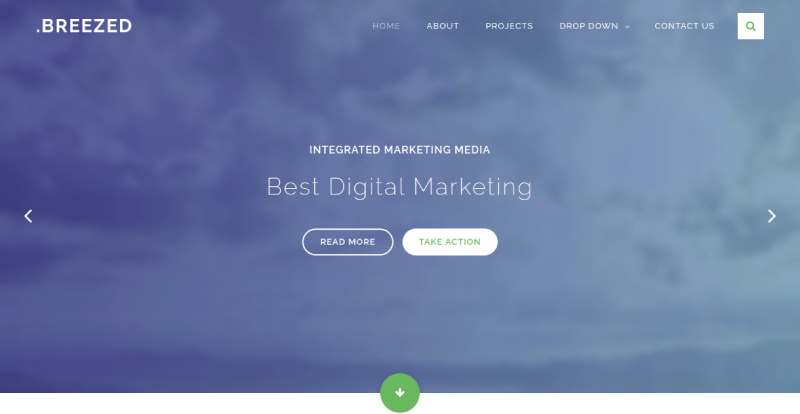 .BREEZED
HOME ABOUT PROJECTS DROP DOWN CONTACT US
INTEGRATED MARKETING MEDIA
Best Digital Marketing
READ MORE TAKE ACTION